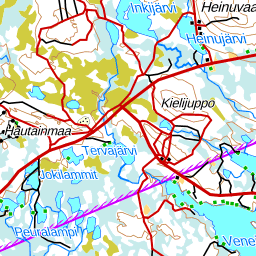 Inkijärvi
Heinuvaa
Heinujärvi
Kielijuppo
Hautainmaa
Tervajärvi
Jokilammit
Peuralampi
Vene